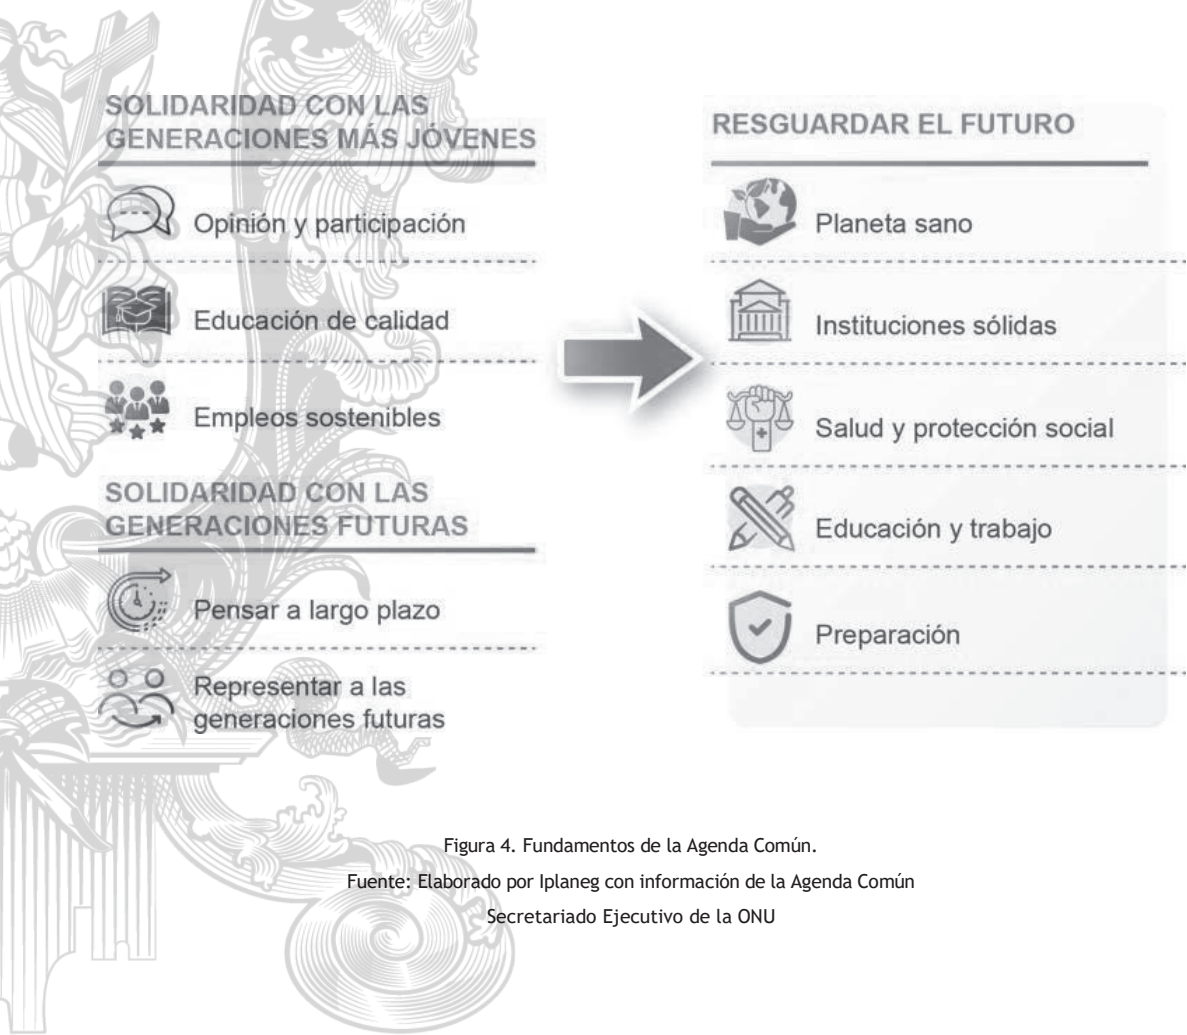 SOLIDARIDAD CON LAS
GENERACIONES MÁS JÓVENES
Opinión y participación
Educación de calidad
Empleos sostenibles
SOLIDARIDAD CON LAS
GENERACIONES FUTURAS
Pensar a largo plazo
Representar a las
generaciones futuras
RESGUARDAR EL FUTURO
Planeta sano
Instituciones sólidas
Salud y protección social
Educación y trabajo
Preparación
Figura 4. Fundamentos de la Agenda Común.
Fuente: Elaborado por Iplaneg con información de la Agenda Común
Secretariado Ejecutivo de la ONU